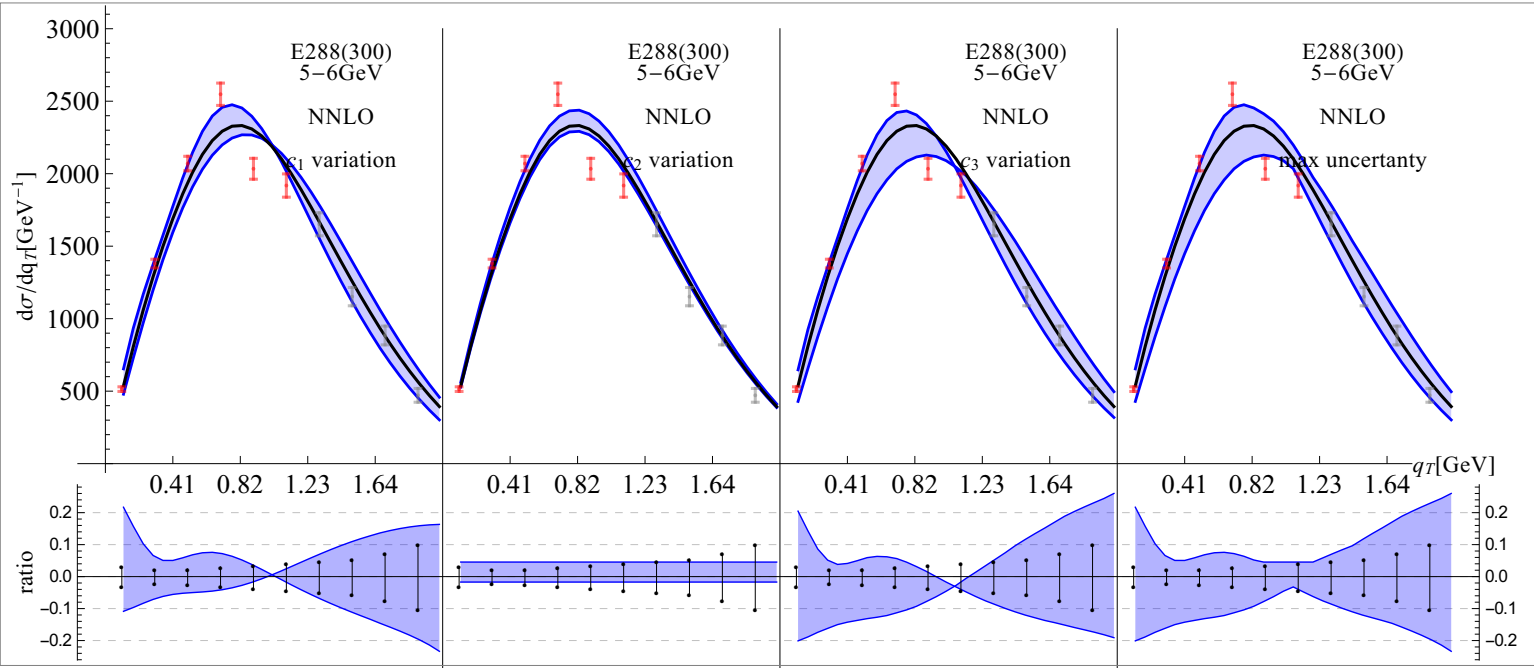 3000
2500
2000
1500
1000
500
dσ/dqT[GeV⁻¹]
E288(300)
5−6GeV
NNLO
c₁ variation
E288(300)
5−6GeV
NNLO
c₂ variation
E288(300)
5−6GeV
NNLO
c₃ variation
E288(300)
5−6GeV
NNLO
max uncertanty
0.41 0.82 1.23 1.64
0.41 0.82 1.23 1.64
0.41 0.82 1.23 1.64
0.41 0.82 1.23 1.64
qT[GeV]
ratio
0.2
0.1
0.0
−0.1
−0.2
0.2
0.1
0.0
−0.1
−0.2